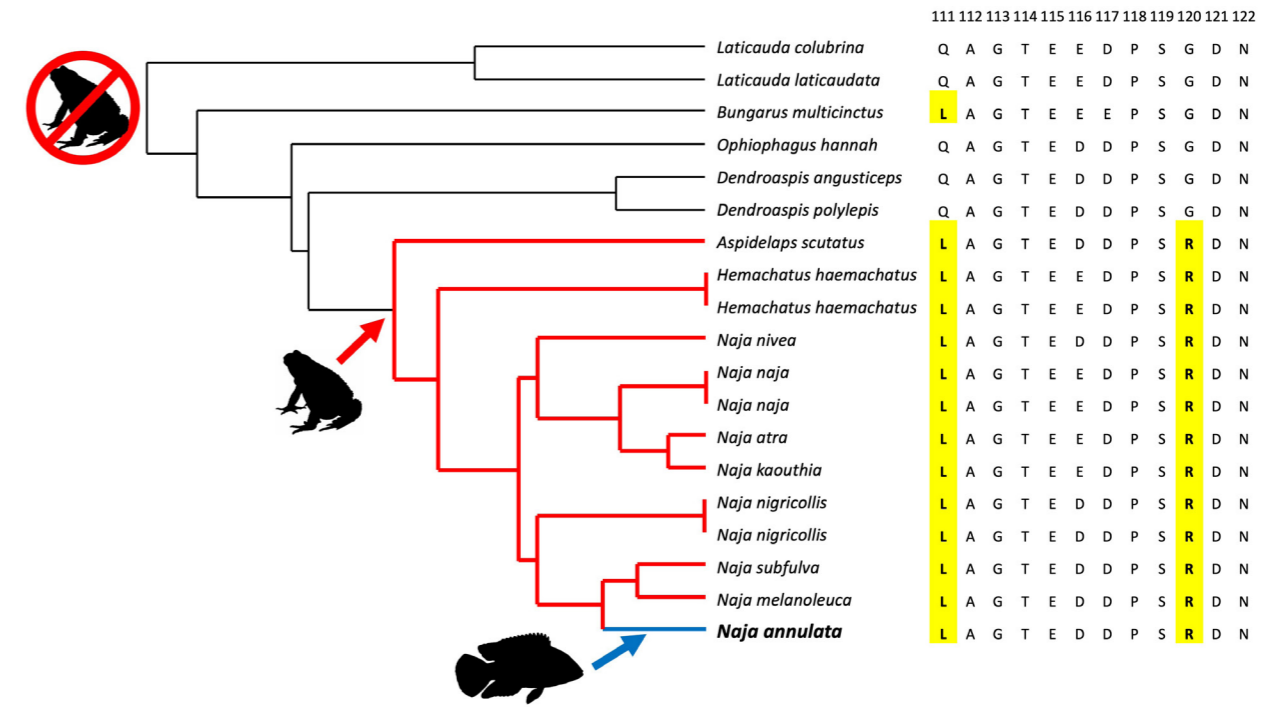 111 112 113 114 115 116 117 118 119 120 121 122
Laticauda colubrina Q A G T E E D P S G D N
Laticauda laticaudata Q A G T E E D P S G D N
Bungarus multicinctus L A G T E E E P S G D N
Ophiophagus hannah Q A G T E D D P S G D N
Dendroaspis angusticeps Q A G T E D D P S G D N
Dendroaspis polylepis Q A G T E D D P S G D N
Aspidelaps scutatus L A G T E D D P S R D N
Hemachatus haemachatus L A G T E E D P S R D N
Hemachatus haemachatus L A G T E E D P S R D N
Naja nivea L A G T E E D P S R D N
Naja naja L A G T E E D P S R D N
Naja naja L A G T E E D P S R D N
Naja atra L A G T E E D P S R D N
Naja kaouthia L A G T E E D P S R D N
Naja nigricollis L A G T E D D P S R D N
Naja nigricollis L A G T E D D P S R D N
Naja subfulva L A G T E D D P S R D N
Naja melanoleuca L A G T E D D P S R D N
Naja annulata L A G T E D D P S R D N